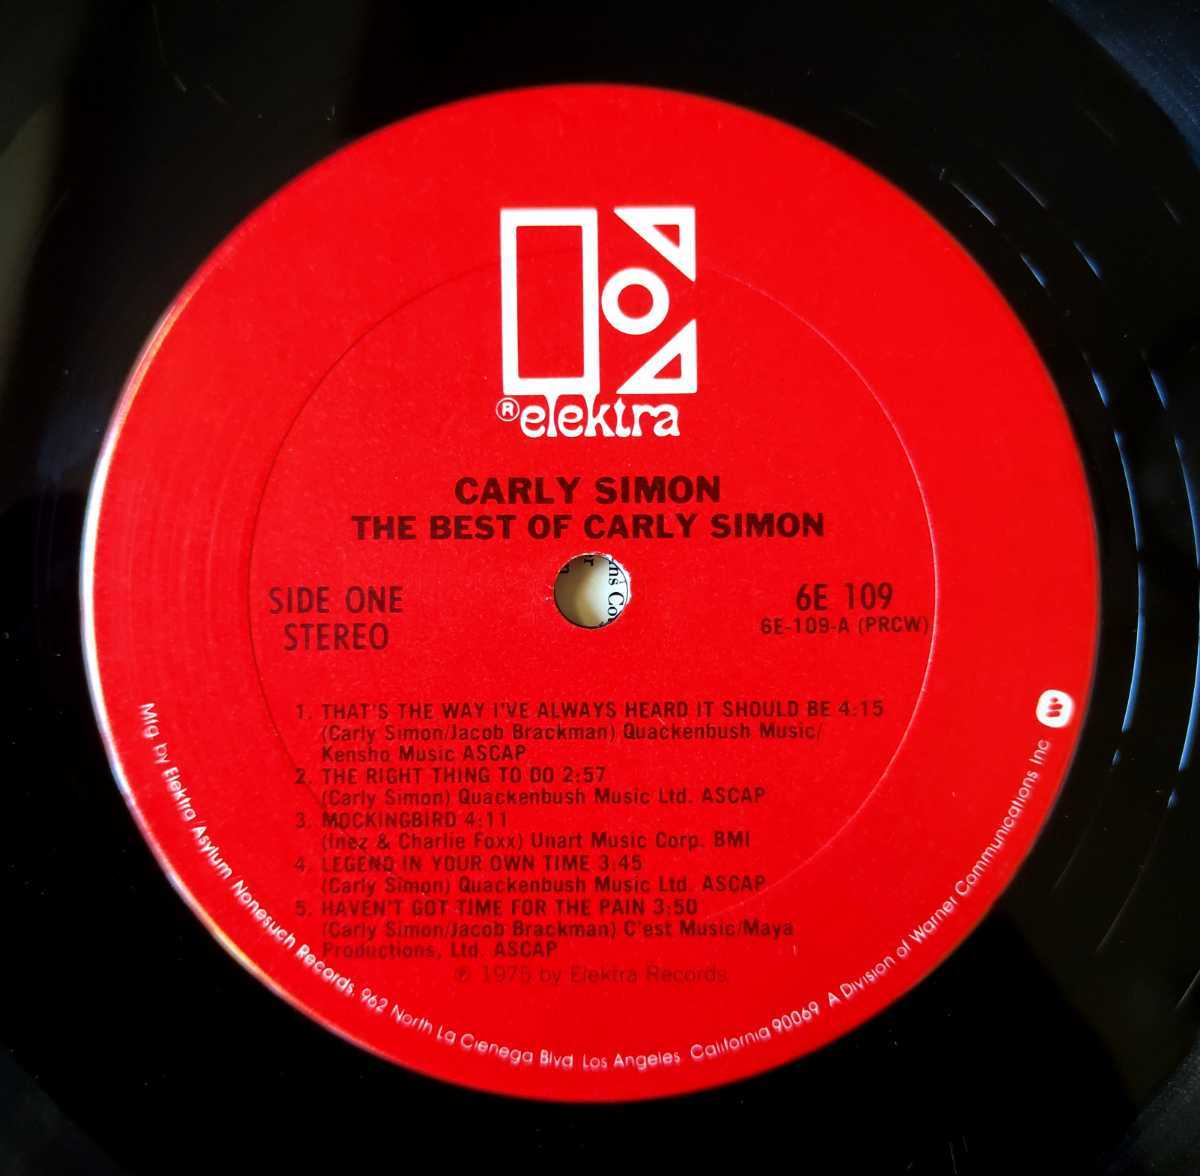 ® elektra
CARLY SIMON
THE BEST OF CARLY SIMON
SIDE ONE
STEREO
6E 109
6E-109-A (PRCW)
1. THAT'S THE WAY I'VE ALWAYS HEARD IT SHOULD BE 4:15
(Carly Simon/Jacob Brackman) Quackenbush Music/
Kensho Music ASCAP
2. THE RIGHT THING TO DO 2:57
(Carly Simon) Quackenbush Music Ltd. ASCAP
3. MOCKINGBIRD 4:11
(Inez & Charlie Foxx) Unart Music Corp. BMI
4. LEGEND IN YOUR OWN TIME 3:45
(Carly Simon) Quackenbush Music Ltd. ASCAP
5. HAVEN'T GOT TIME FOR THE PAIN 3:50
(Carly Simon/Jacob Brackman) C'est Music/Maya
Productions, Ltd. ASCAP
℗ 1975 by Elektra Records
Mfg by Elektra/Asylum/Nonesuch Records, 962 North La Cienega Blvd. Los Angeles, California 90069 A Division of Warner Communications Inc